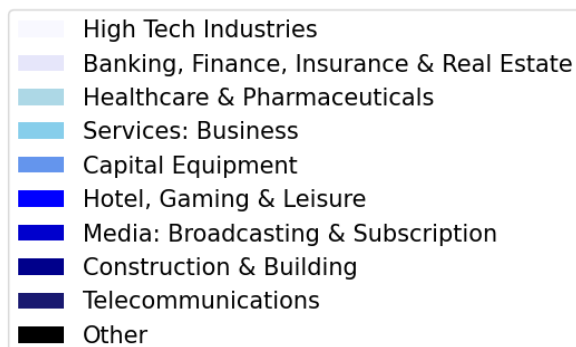 High Tech Industries
Banking, Finance, Insurance & Real Estate
Healthcare & Pharmaceuticals
Services: Business
Capital Equipment
Hotel, Gaming & Leisure
Media: Broadcasting & Subscription
Construction & Building
Telecommunications
Other